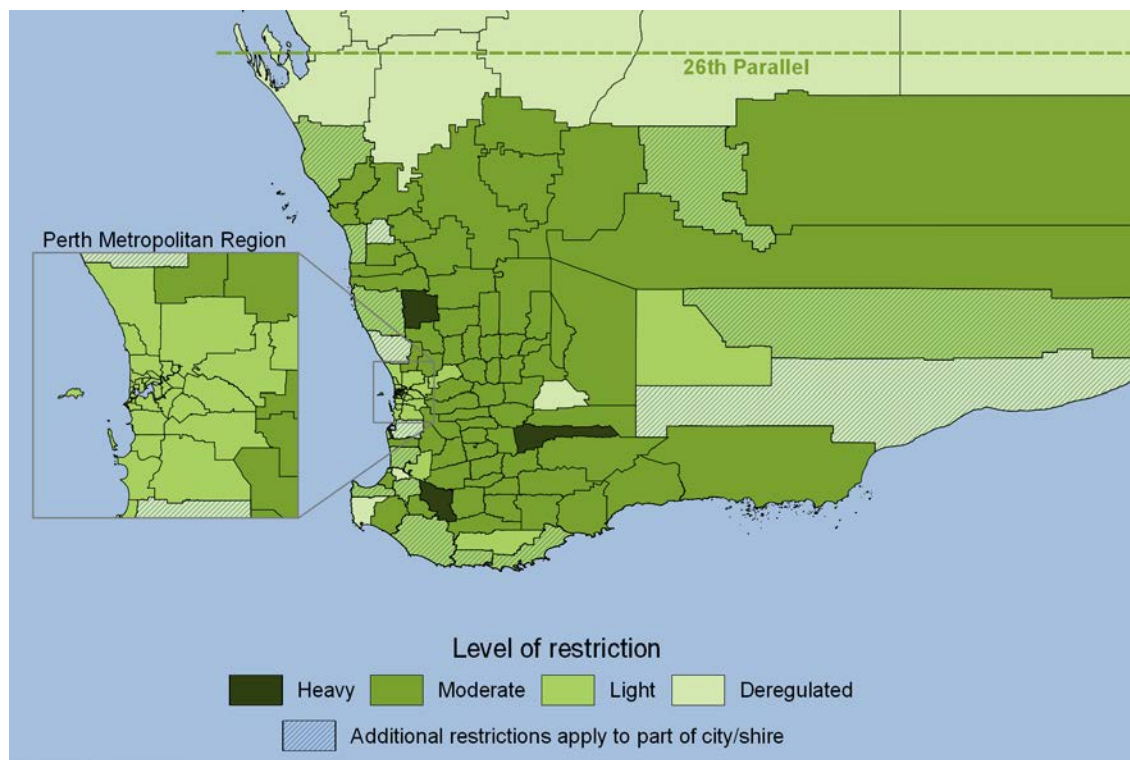 26th Parallel
Perth Metropolitan Region
Level of restriction
Heavy
Moderate
Light
Deregulated
Additional restrictions apply to part of city/shire